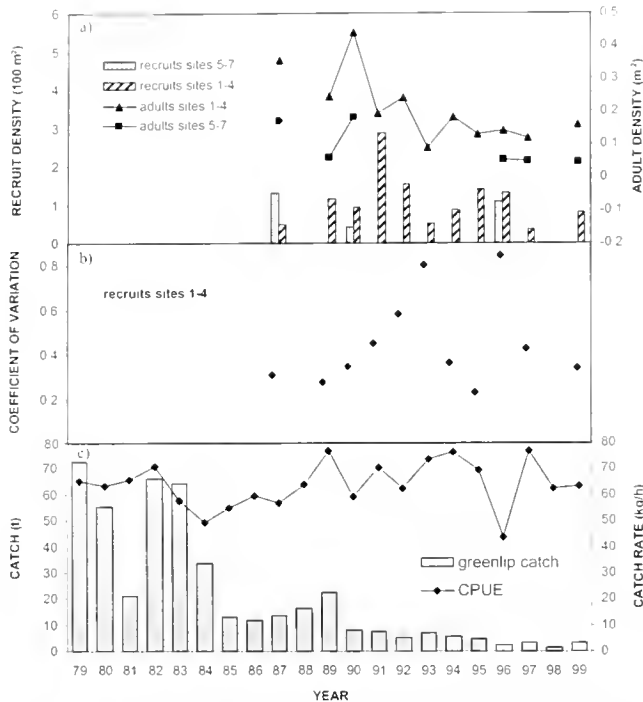 a)
recruits sites 5-7
recruits sites 1-4
adults sites 1-4
adults sites 5-7
RECRUIT DENSITY (100 m²)
6
5
4
3
2
1
0
ADULT DENSITY (m²)
0.5
0.4
0.3
0.2
0.1
0
-0.1
-0.2
b)
recruits sites 1-4
COEFFICIENT OF VARIATION
0.8
0.6
0.4
0.2
c)
CATCH (t)
80
70
60
50
40
30
20
10
0
CATCH RATE (kg/h)
80
70
60
50
40
30
20
10
0
greenlip catch
CPUE
79 80 81 82 83 84 85 86 87 88 89 90 91 92 93 94 95 96 97 98 99
YEAR